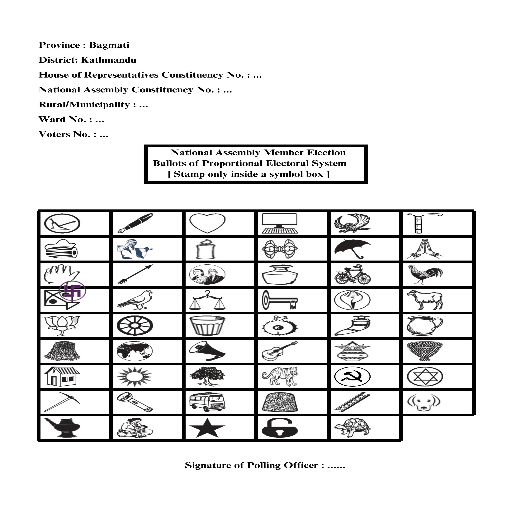 Province : Bagmati
District: Kathmandu
House of Representatives Constituency No. : ...
National Assembly Constituency No. : ...
Rural/Municipality : ...
Ward No. : ...
Voters No. : ...
National Assembly Member Election
Ballots of Proportional Electoral System
[ Stamp only inside a symbol box ]
Signature of Polling Officer : ......